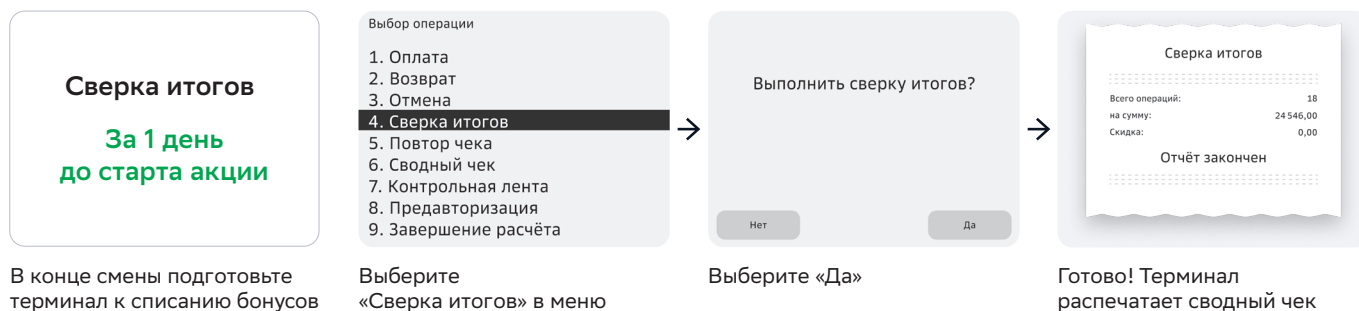 Сверка итогов
За 1 день
до старта акции
В конце смены подготовьте
терминал к списанию бонусов
Выбор операции
1. Оплата
2. Возврат
3. Отмена
4. Сверка итогов
5. Повтор чека
6. Сводный чек
7. Контрольная лента
8. Предавторизация
9. Завершение расчёта
Выберите
«Сверка итогов» в меню
Выполнить сверку итогов?
Нет
Да
Выберите «Да»
Сверка итогов
Всего операций: 18
на сумму: 24 546,00
Скидка: 0,00
Отчёт закончен
Готово! Терминал
распечатает сводный чек